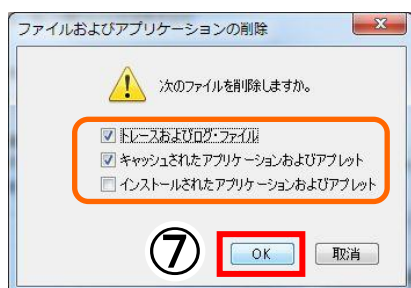 ファイルおよびアプリケーションの削除
次のファイルを削除しますか。
トレースおよびログ・ファイル
キャッシュされたアプリケーションおよびアプレット
インストールされたアプリケーションおよびアプレット
⑦ OK 取消